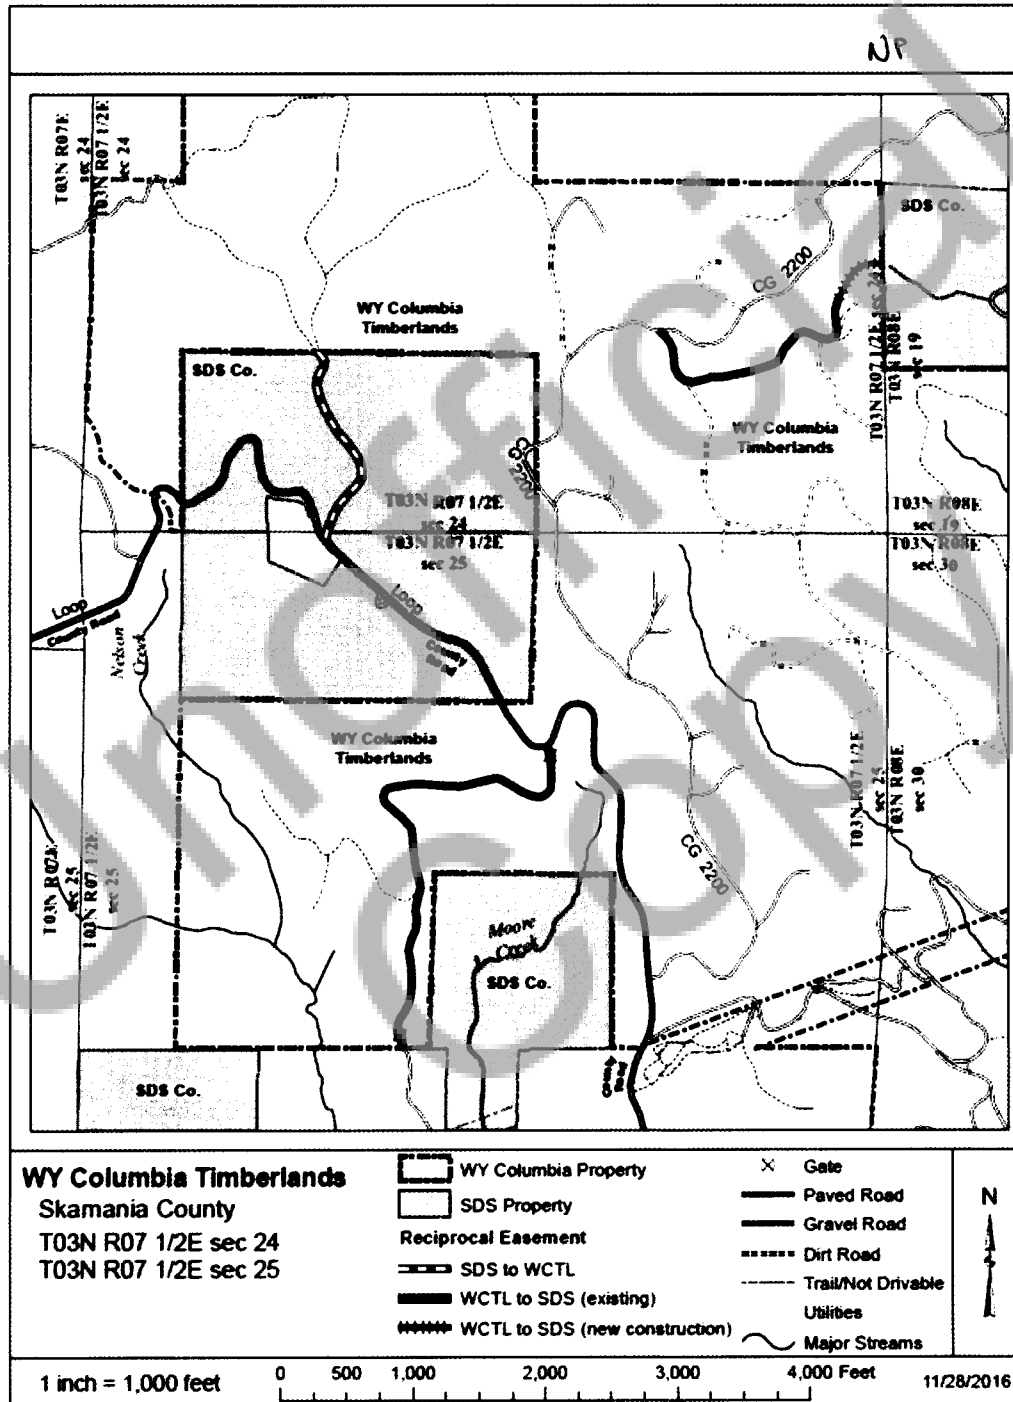 NP
T03N R07E
sec 24
T03N R07 1/2E
sec 24
SDS Co.
CG 2200
WY Columbia
Timberlands
T03N R07 1/2E
sec 24
T03N R08E
sec 19
SDS Co.
WY Columbia
Timberlands
CG 2200
T03N R07 1/2E
sec 24
T03N R07 1/2E
sec 25
T03N R08E
sec 19
T03N R08E
sec 30
Loop
County Road
Nelson
Creek
Loop
WY Columbia
Timberlands
T03N R07 1/2E
sec 25
T03N R08E
sec 30
CG 2200
T03N R07E
sec 25
T03N R07 1/2E
sec 25
Moore
Creek
SDS Co.
County
Road
SDS Co.
Unofficial
Copy
WY Columbia Timberlands
Skamania County
T03N R07 1/2E sec 24
T03N R07 1/2E sec 25
WY Columbia Property
SDS Property
Reciprocal Easement
SDS to WCTL
WCTL to SDS (existing)
WCTL to SDS (new construction)
Gate
Paved Road
Gravel Road
Dirt Road
Trail/Not Drivable
Utilities
Major Streams
N
1 inch = 1,000 feet
0 500 1,000 2,000 3,000 4,000 Feet
11/28/2016